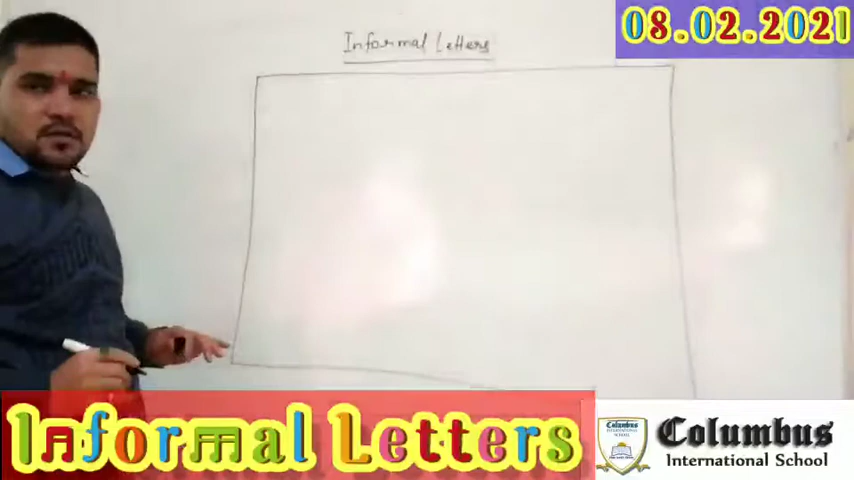 Informal Letters
08.02.2021
Informal Letters
Columbus
International School